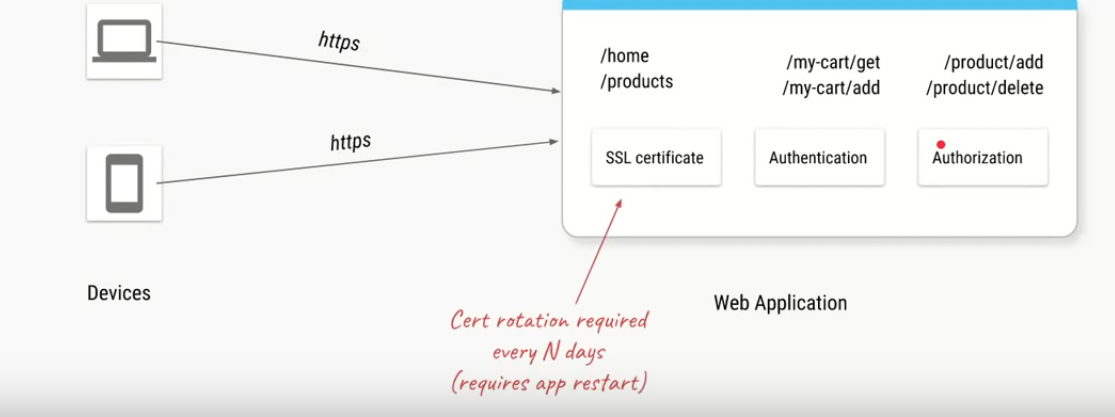 https
https
/home
/products
/my-cart/get
/my-cart/add
/product/add
/product/delete
SSL certificate
Authentication
Authorization
Devices
Web Application
Cert rotation required
every N days
(requires app restart)